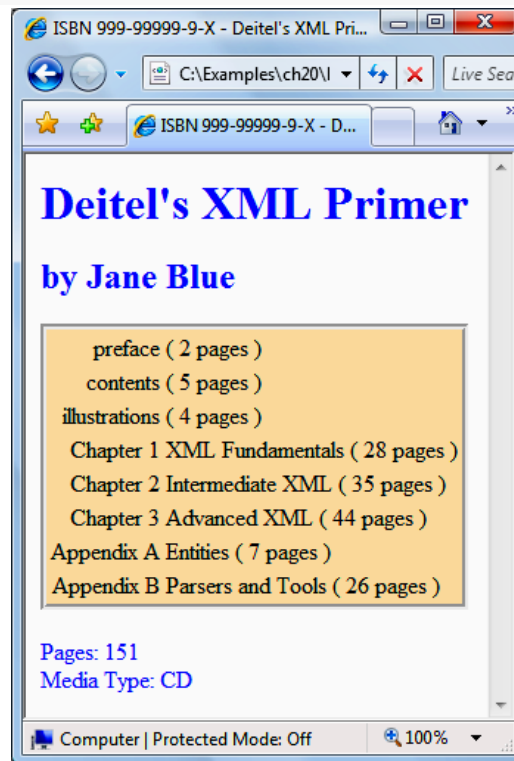 ISBN 999-99999-9-X - Deitel's XML Pri...
C:\Examples\ch20\l
Live Sea
ISBN 999-99999-9-X - D...
Deitel's XML Primer
by Jane Blue
preface ( 2 pages )
contents ( 5 pages )
illustrations ( 4 pages )
Chapter 1 XML Fundamentals ( 28 pages )
Chapter 2 Intermediate XML ( 35 pages )
Chapter 3 Advanced XML ( 44 pages )
Appendix A Entities ( 7 pages )
Appendix B Parsers and Tools ( 26 pages )
Pages: 151
Media Type: CD
Computer | Protected Mode: Off
100%